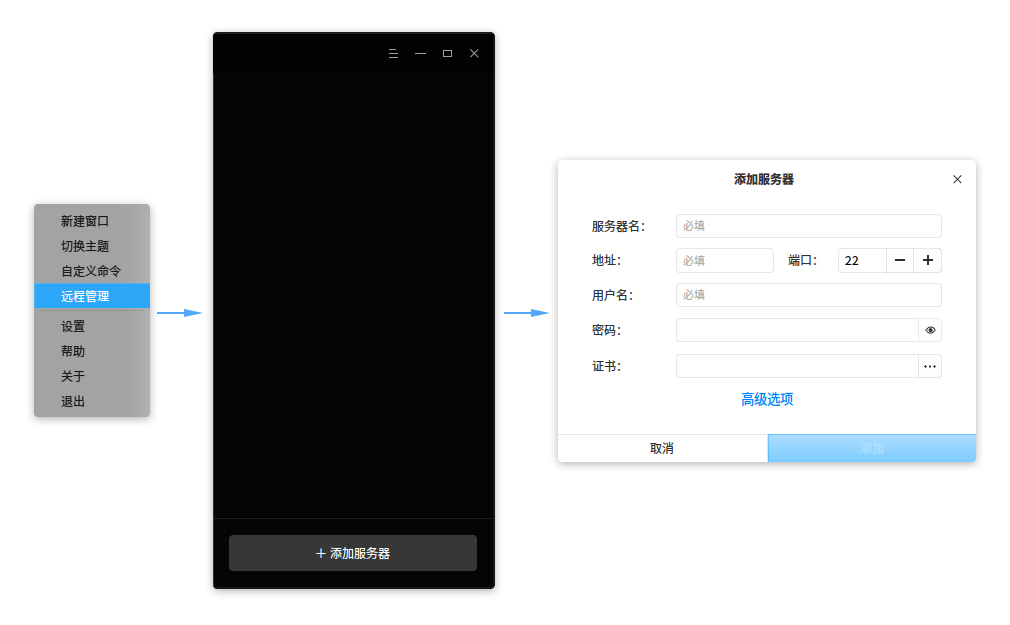 新建窗口
切换主题
自定义命令
远程管理
设置
帮助
关于
退出
添加服务器
添加服务器
服务器名：
必填
地址：
必填
端口：
22
用户名：
必填
密码：
证书：
高级选项
取消
添加